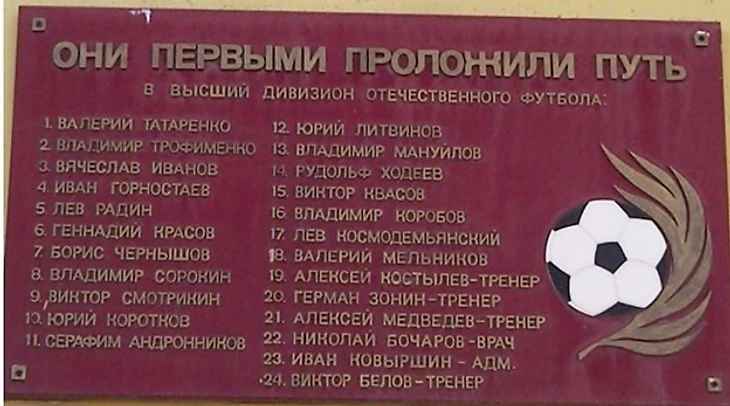 ОНИ ПЕРВЫМИ ПРОЛОЖИЛИ ПУТЬ
В ВЫСШИЙ ДИВИЗИОН ОТЕЧЕСТВЕННОГО ФУТБОЛА:
1. ВАЛЕРИЙ ТАТАРЕНКО
2. ВЛАДИМИР ТРОФИМЕНКО
3. ВЯЧЕСЛАВ ИВАНОВ
4. ИВАН ГОРНОСТАЕВ
5 ЛЕВ РАДИН
6. ГЕННАДИЙ КРАСОВ
7. БОРИС ЧЕРНЫШОВ
8. ВЛАДИМИР СОРОКИН
9. ВИКТОР СМОТРИКИН
10. ЮРИЙ КОРОТКОВ
11. СЕРАФИМ АНДРОННИКОВ
12. ЮРИЙ ЛИТВИНОВ
13. ВЛАДИМИР МАНУЙЛОВ
14. РУДОЛЬФ ХОДЕЕВ
15. ВИКТОР КВАСОВ
16 ВЛАДИМИР КОРОБОВ
17. ЛЕВ КОСМОДЕМЬЯНСКИЙ
18. ВАЛЕРИЙ МЕЛЬНИКОВ
19. АЛЕКСЕЙ КОСТЫЛЕВ-ТРЕНЕР
20. ГЕРМАН ЗОНИН-ТРЕНЕР
21. АЛЕКСЕЙ МЕДВЕДЕВ-ТРЕНЕР
22. НИКОЛАЙ БОЧАРОВ-ВРАЧ
23. ИВАН КОВЫРШИН-АДМ.
24. ВИКТОР БЕЛОВ-ТРЕНЕР